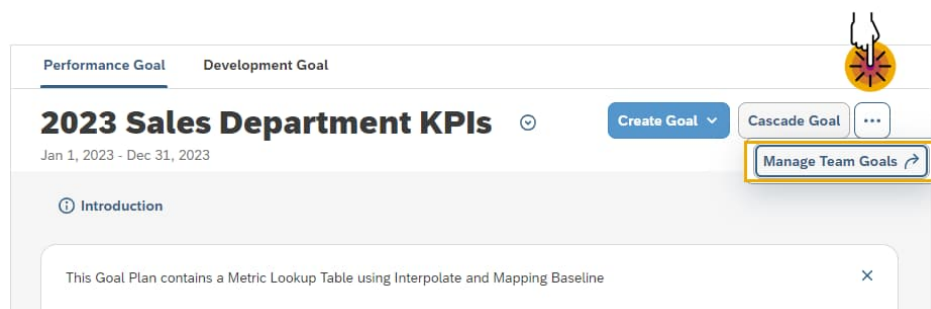 Performance Goal Development Goal
2023 Sales Department KPIs Create Goal Cascade Goal ...
Jan 1, 2023 - Dec 31, 2023
Manage Team Goals
Introduction
This Goal Plan contains a Metric Lookup Table using Interpolate and Mapping Baseline